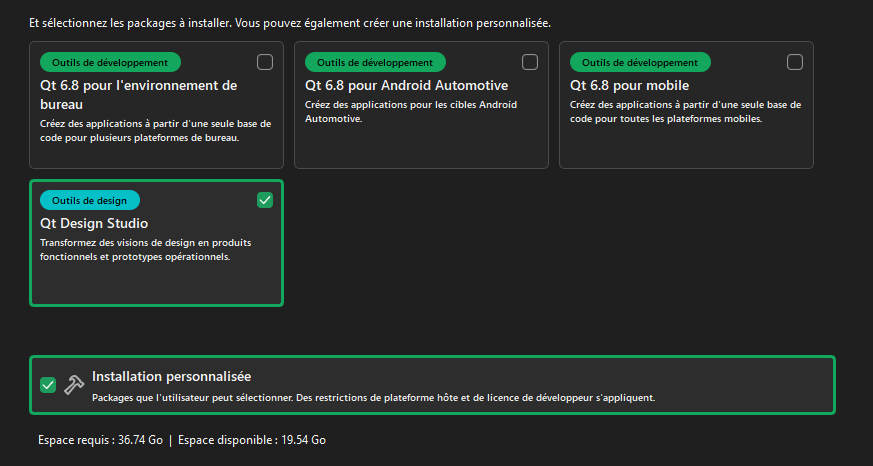 Et sélectionnez les packages à installer. Vous pouvez également créer une installation personnalisée.
Outils de développement
Qt 6.8 pour l'environnement de
bureau
Créez des applications à partir d'une seule base de
code pour plusieurs plateformes de bureau.
Outils de développement
Qt 6.8 pour Android Automotive
Créez des applications pour les cibles Android
Automotive.
Outils de développement
Qt 6.8 pour mobile
Créez des applications à partir d'une seule base de
code pour toutes les plateformes mobiles.
Outils de design
Qt Design Studio
Transformez des visions de design en produits
fonctionnels et prototypes opérationnels.
Installation personnalisée
Packages que l'utilisateur peut sélectionner. Des restrictions de plateforme hôte et de licence de développeur s'appliquent.
Espace requis : 36.74 Go | Espace disponible : 19.54 Go